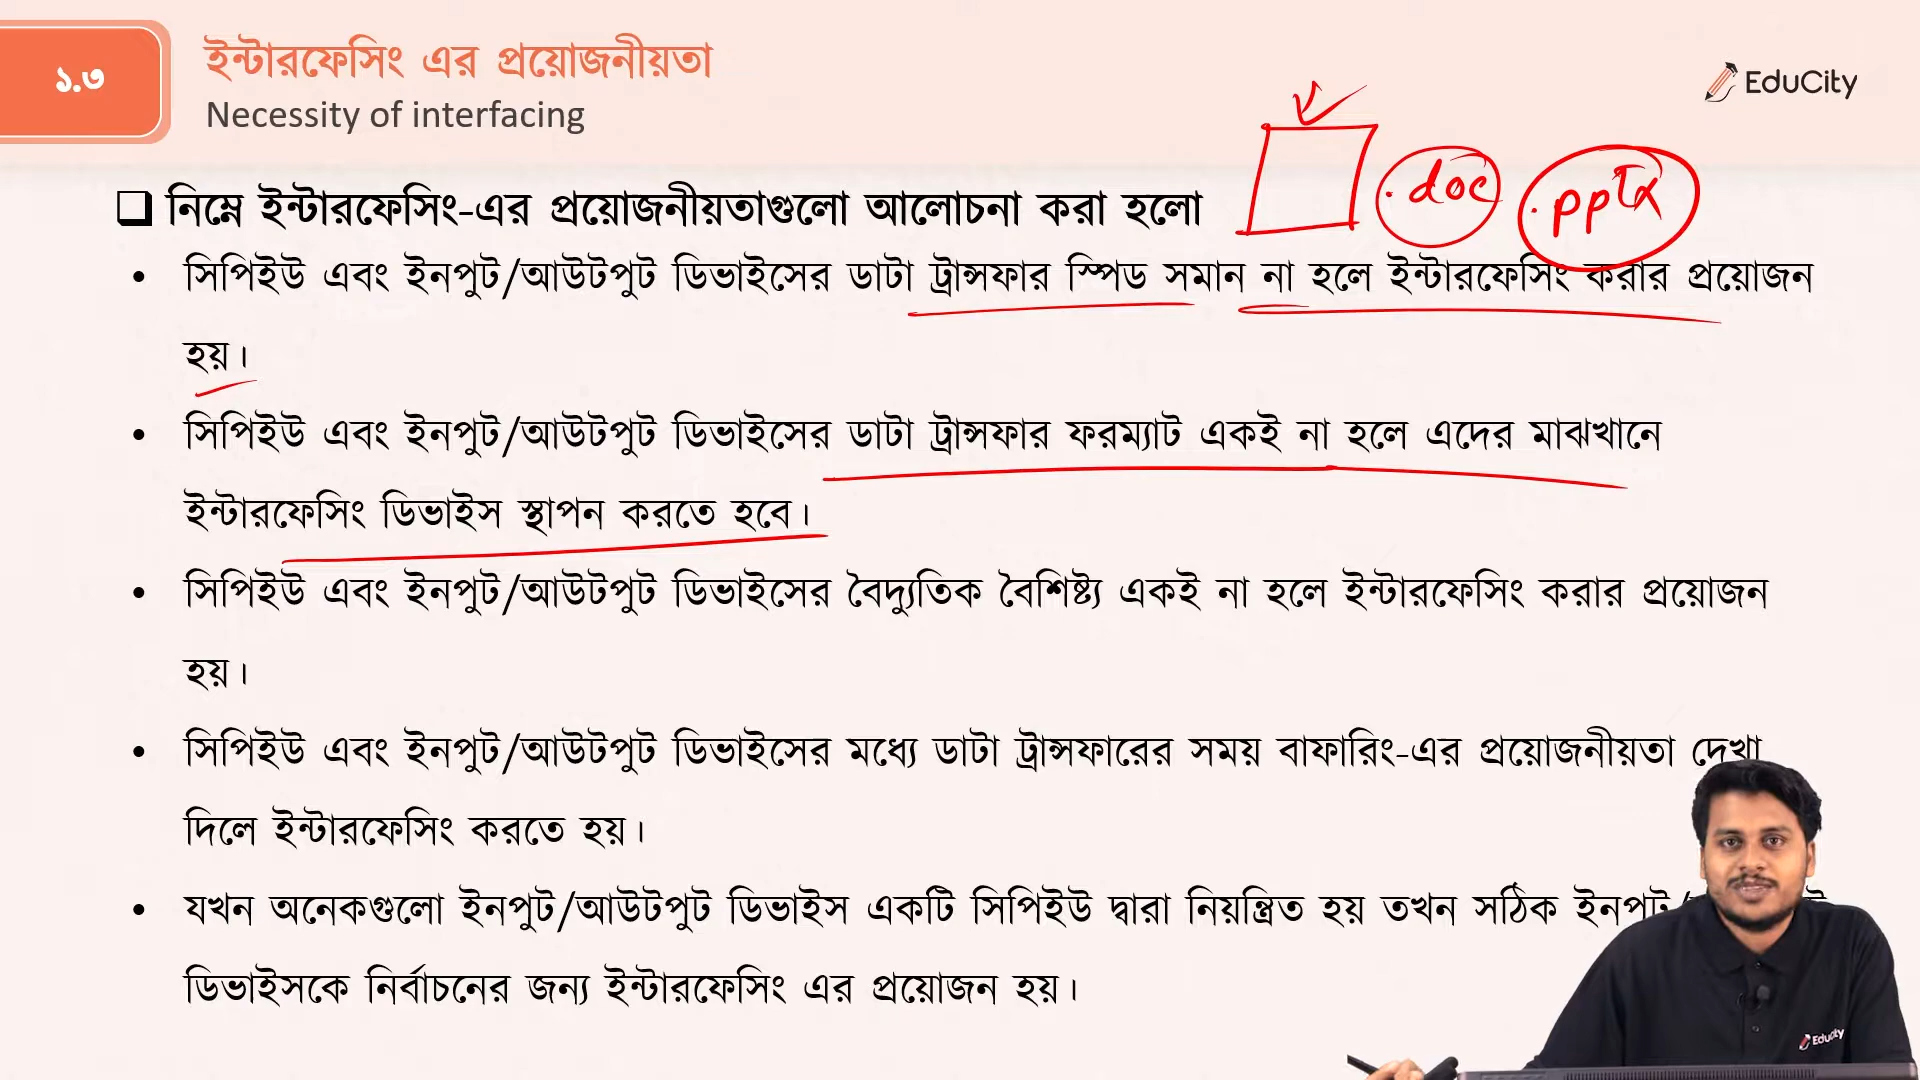 ১.৩
ইন্টারফেসিং এর প্রয়োজনীয়তা
Necessity of interfacing
EduCity
.doc
.pptx
নিম্নে ইন্টারফেসিং-এর প্রয়োজনীয়তাগুলো আলোচনা করা হলো
• সিপিইউ এবং ইনপুট/আউটপুট ডিভাইসের ডাটা ট্রান্সফার স্পিড সমান না হলে ইন্টারফেসিং করার প্রয়োজন
হয়।
• সিপিইউ এবং ইনপুট/আউটপুট ডিভাইসের ডাটা ট্রান্সফার ফরম্যাট একই না হলে এদের মাঝখানে
ইন্টারফেসিং ডিভাইস স্থাপন করতে হবে।
• সিপিইউ এবং ইনপুট/আউটপুট ডিভাইসের বৈদ্যুতিক বৈশিষ্ট্য একই না হলে ইন্টারফেসিং করার প্রয়োজন
হয়।
• সিপিইউ এবং ইনপুট/আউটপুট ডিভাইসের মধ্যে ডাটা ট্রান্সফারের সময় বাফারিং-এর প্রয়োজনীয়তা দেখা
দিলে ইন্টারফেসিং করতে হয়।
• যখন অনেকগুলো ইনপুট/আউটপুট ডিভাইস একটি সিপিইউ দ্বারা নিয়ন্ত্রিত হয় তখন সঠিক ইনপুট/
ডিভাইসকে নির্বাচনের জন্য ইন্টারফেসিং এর প্রয়োজন হয়।
EduCity